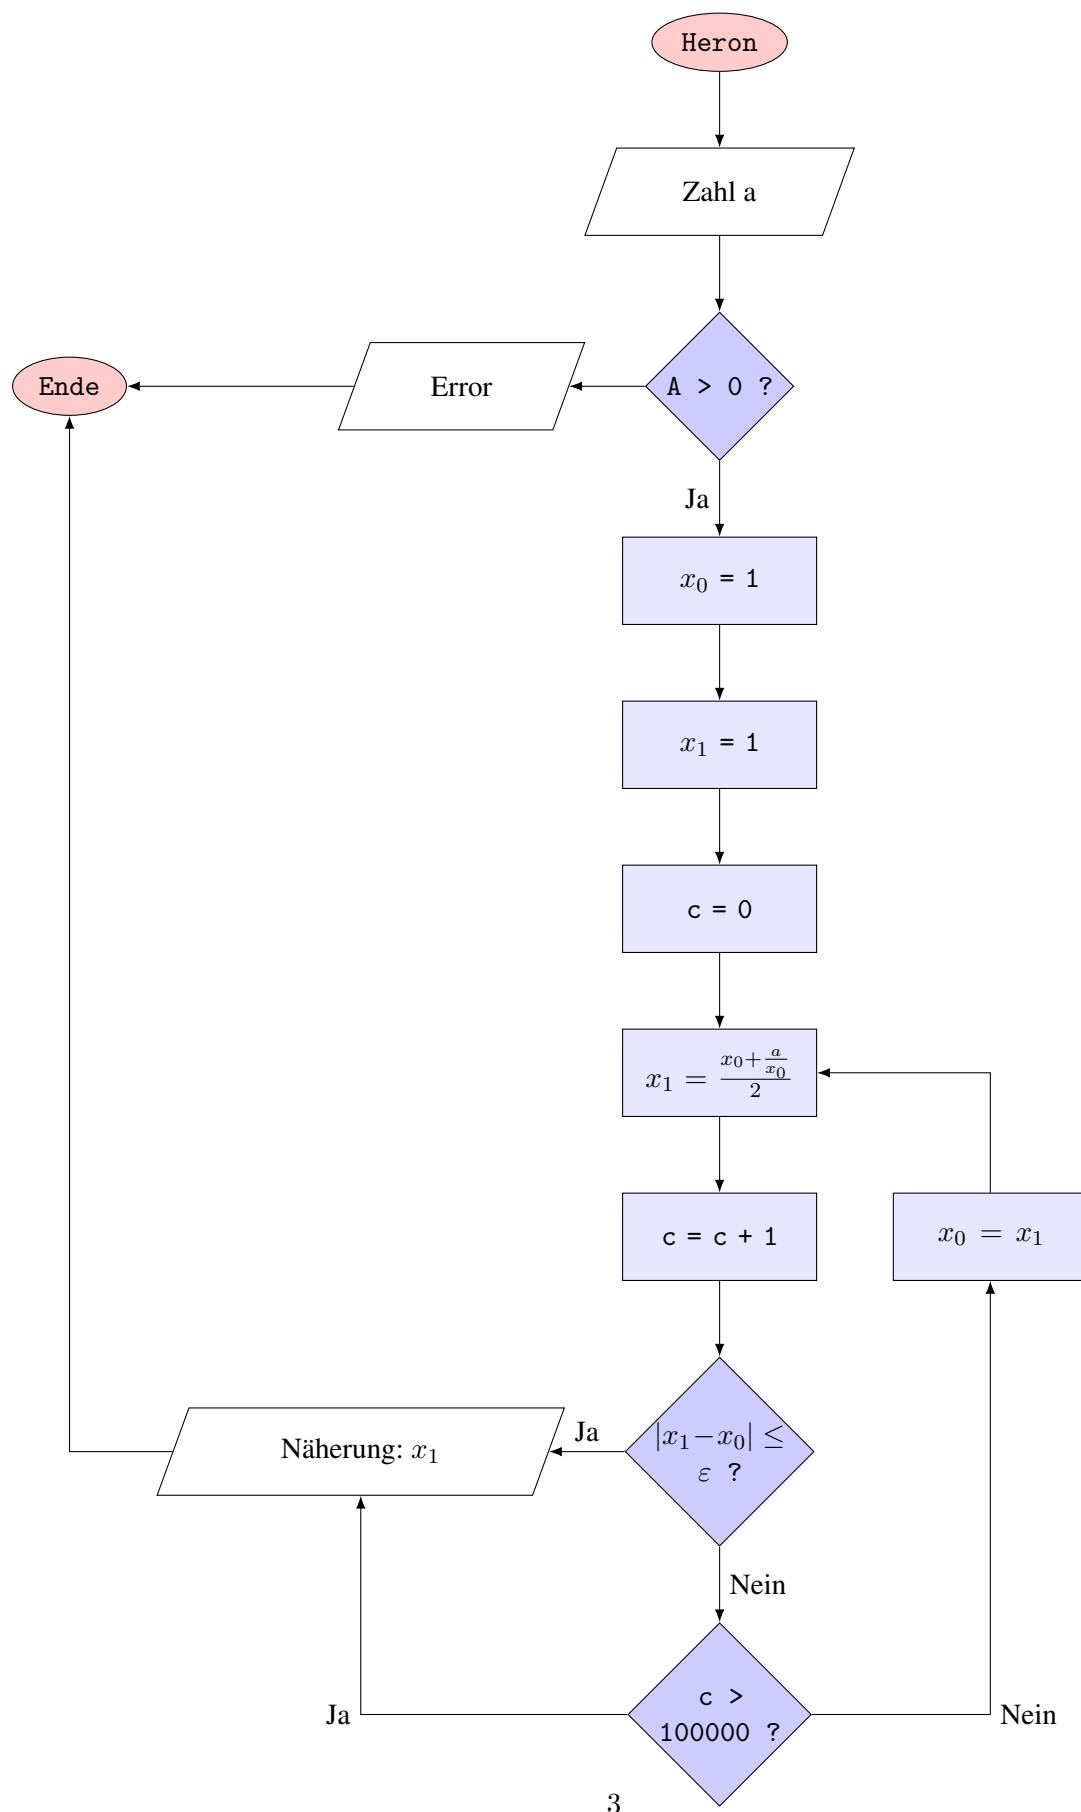 Heron
Zahl a
A > 0 ?
Error
Ende
Ja
x₀ = 1
x₁ = 1
c = 0
x₁ = (x₀ + a/x₀)/2
c = c + 1
x₀ = x₁
|x₁−x₀| ≤
ε ?
Ja
Näherung: x₁
Nein
c >
100000 ?
Ja
Nein
3